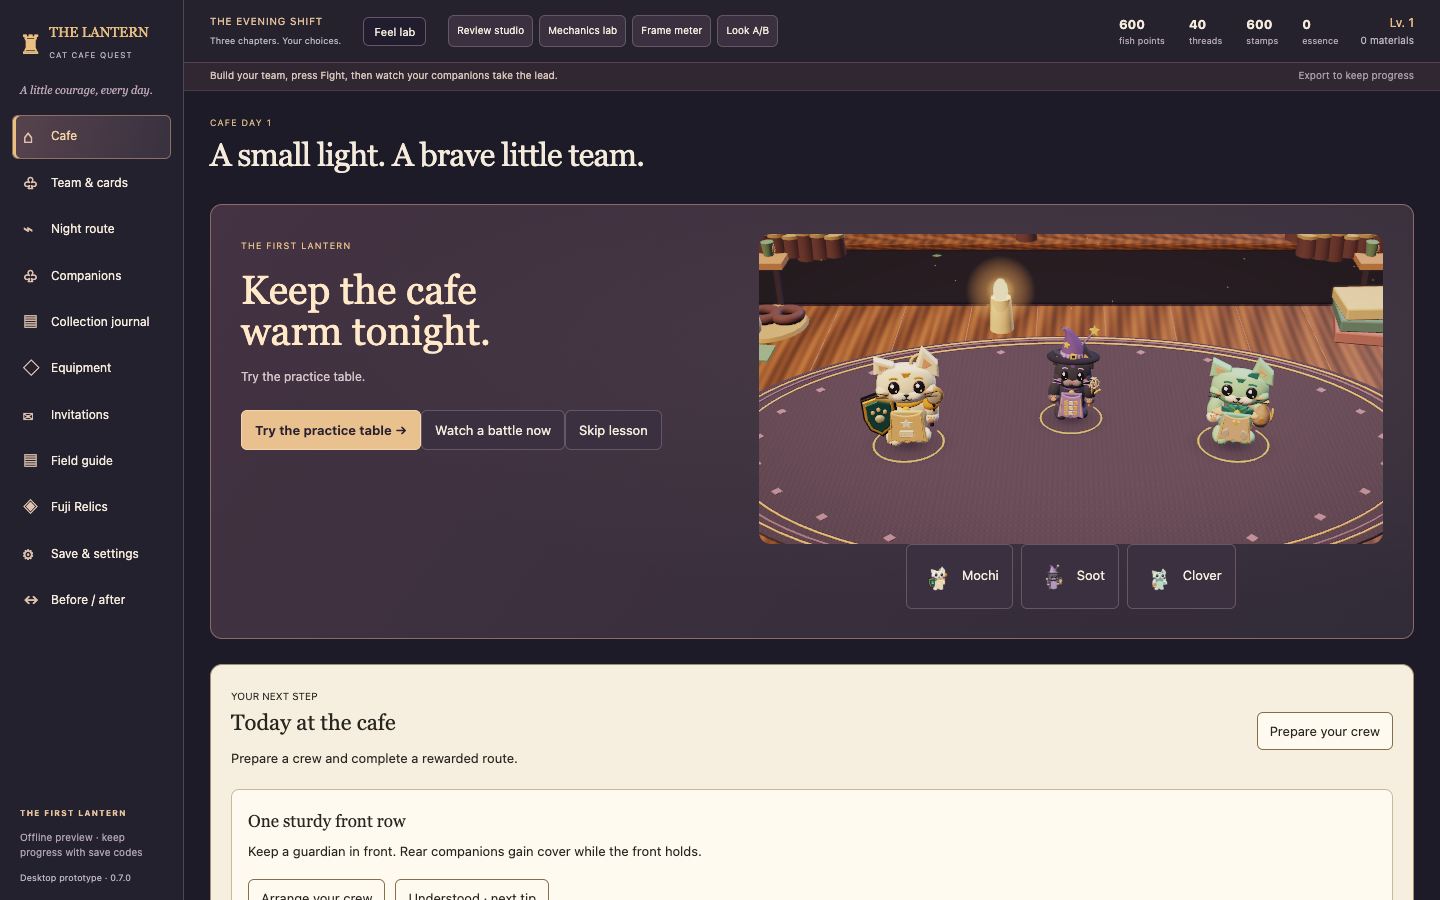 THE LANTERN
CAT CAFE QUEST
A little courage, every day.
Cafe
Team & cards
Night route
Companions
Collection journal
Equipment
Invitations
Field guide
Fuji Relics
Save & settings
Before / after
THE FIRST LANTERN
Offline preview · keep
progress with save codes
Desktop prototype · 0.7.0
THE EVENING SHIFT
Three chapters. Your choices.
Feel lab
Review studio
Mechanics lab
Frame meter
Look A/B
600
fish points
40
threads
600
stamps
0
essence
Lv. 1
0 materials
Build your team, press Fight, then watch your companions take the lead.
Export to keep progress
CAFE DAY 1
A small light. A brave little team.
THE FIRST LANTERN
Keep the cafe
warm tonight.
Try the practice table.
Try the practice table →
Watch a battle now
Skip lesson
Mochi
Soot
Clover
YOUR NEXT STEP
Today at the cafe
Prepare a crew and complete a rewarded route.
Prepare your crew
One sturdy front row
Keep a guardian in front. Rear companions gain cover while the front holds.
Arrange your crew
Understood · next tip